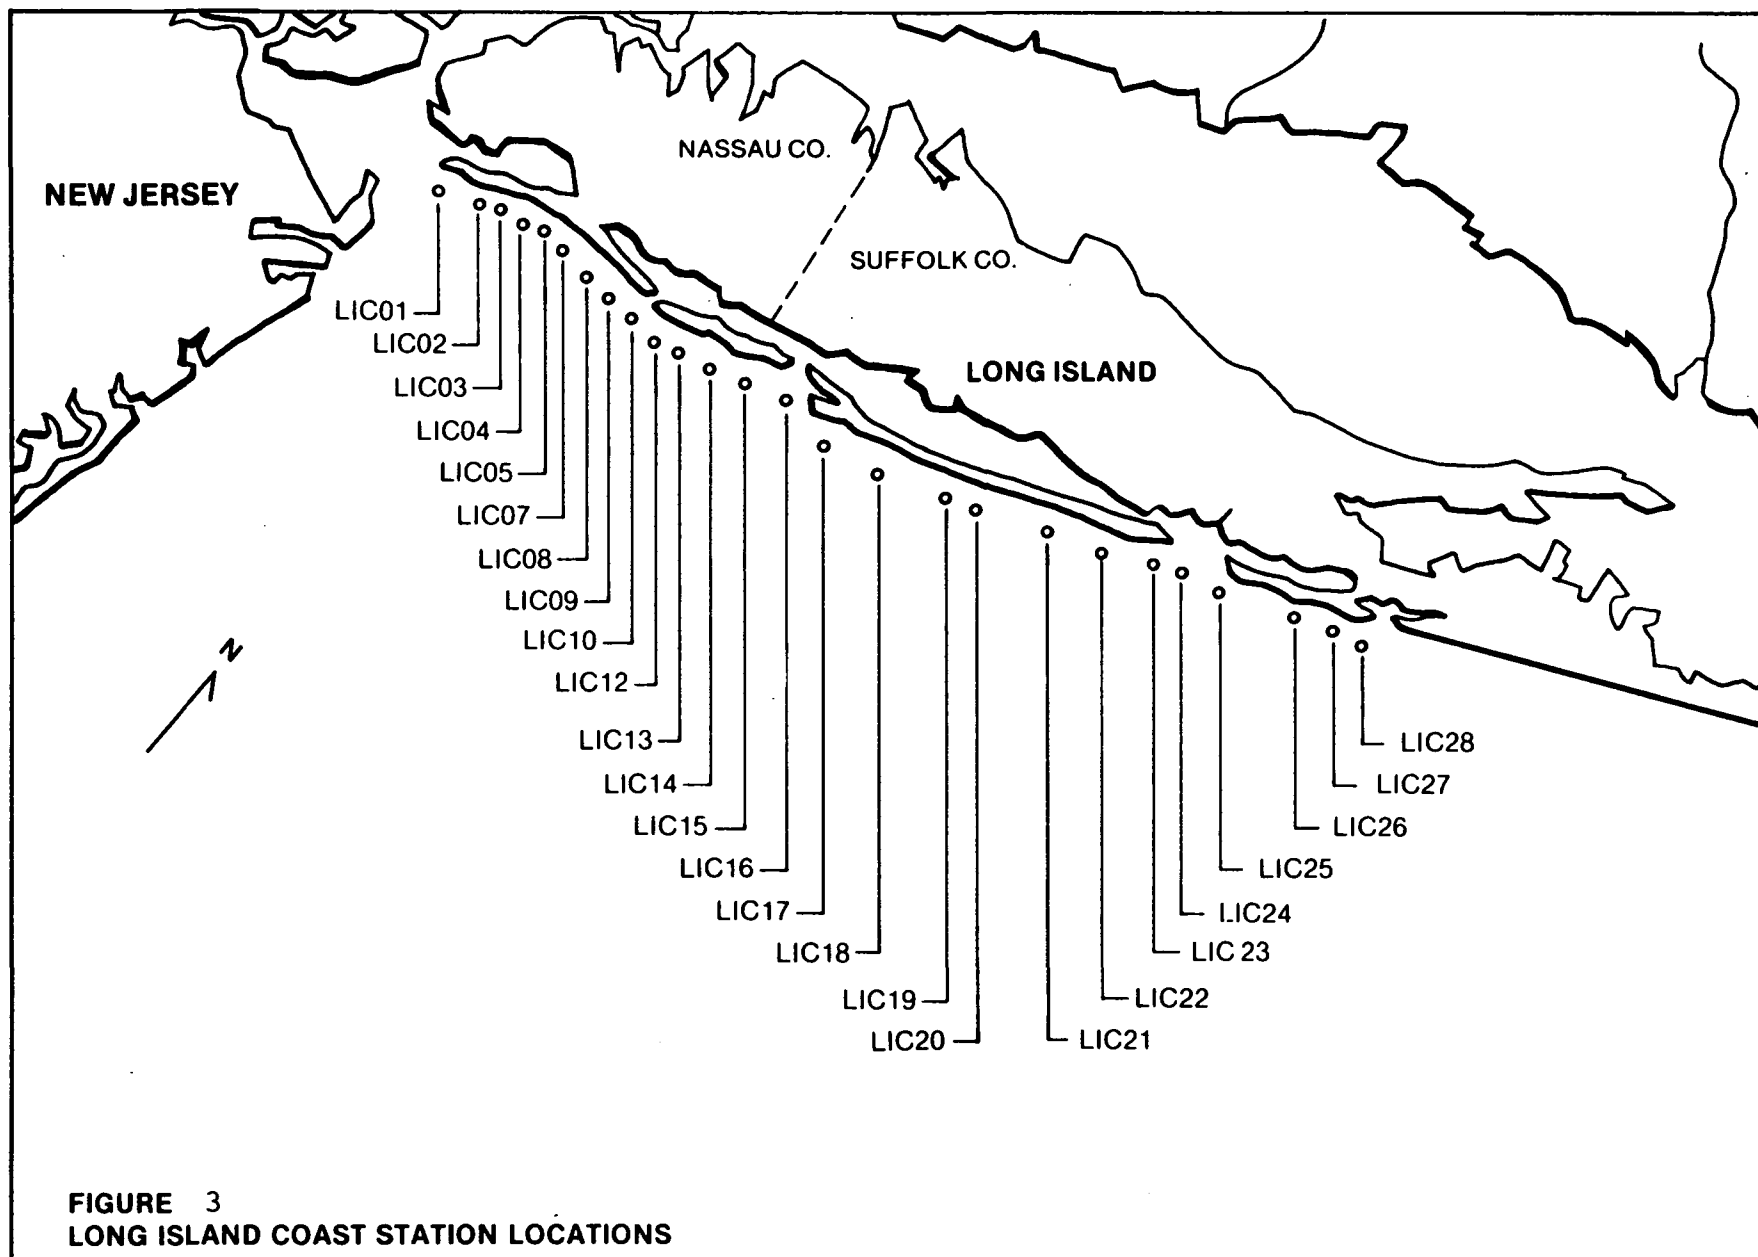 NASSAU CO.
NEW JERSEY
SUFFOLK CO.
LONG ISLAND
LIC01
LIC02
LIC03
LIC04
LIC05
LIC07
LIC08
LIC09
LIC10
LIC12
LIC13
LIC14
LIC15
LIC16
LIC17
LIC18
LIC19
LIC20
LIC21
LIC22
LIC 23
LIC24
LIC25
LIC26
LIC27
LIC28
N
FIGURE 3
LONG ISLAND COAST STATION LOCATIONS